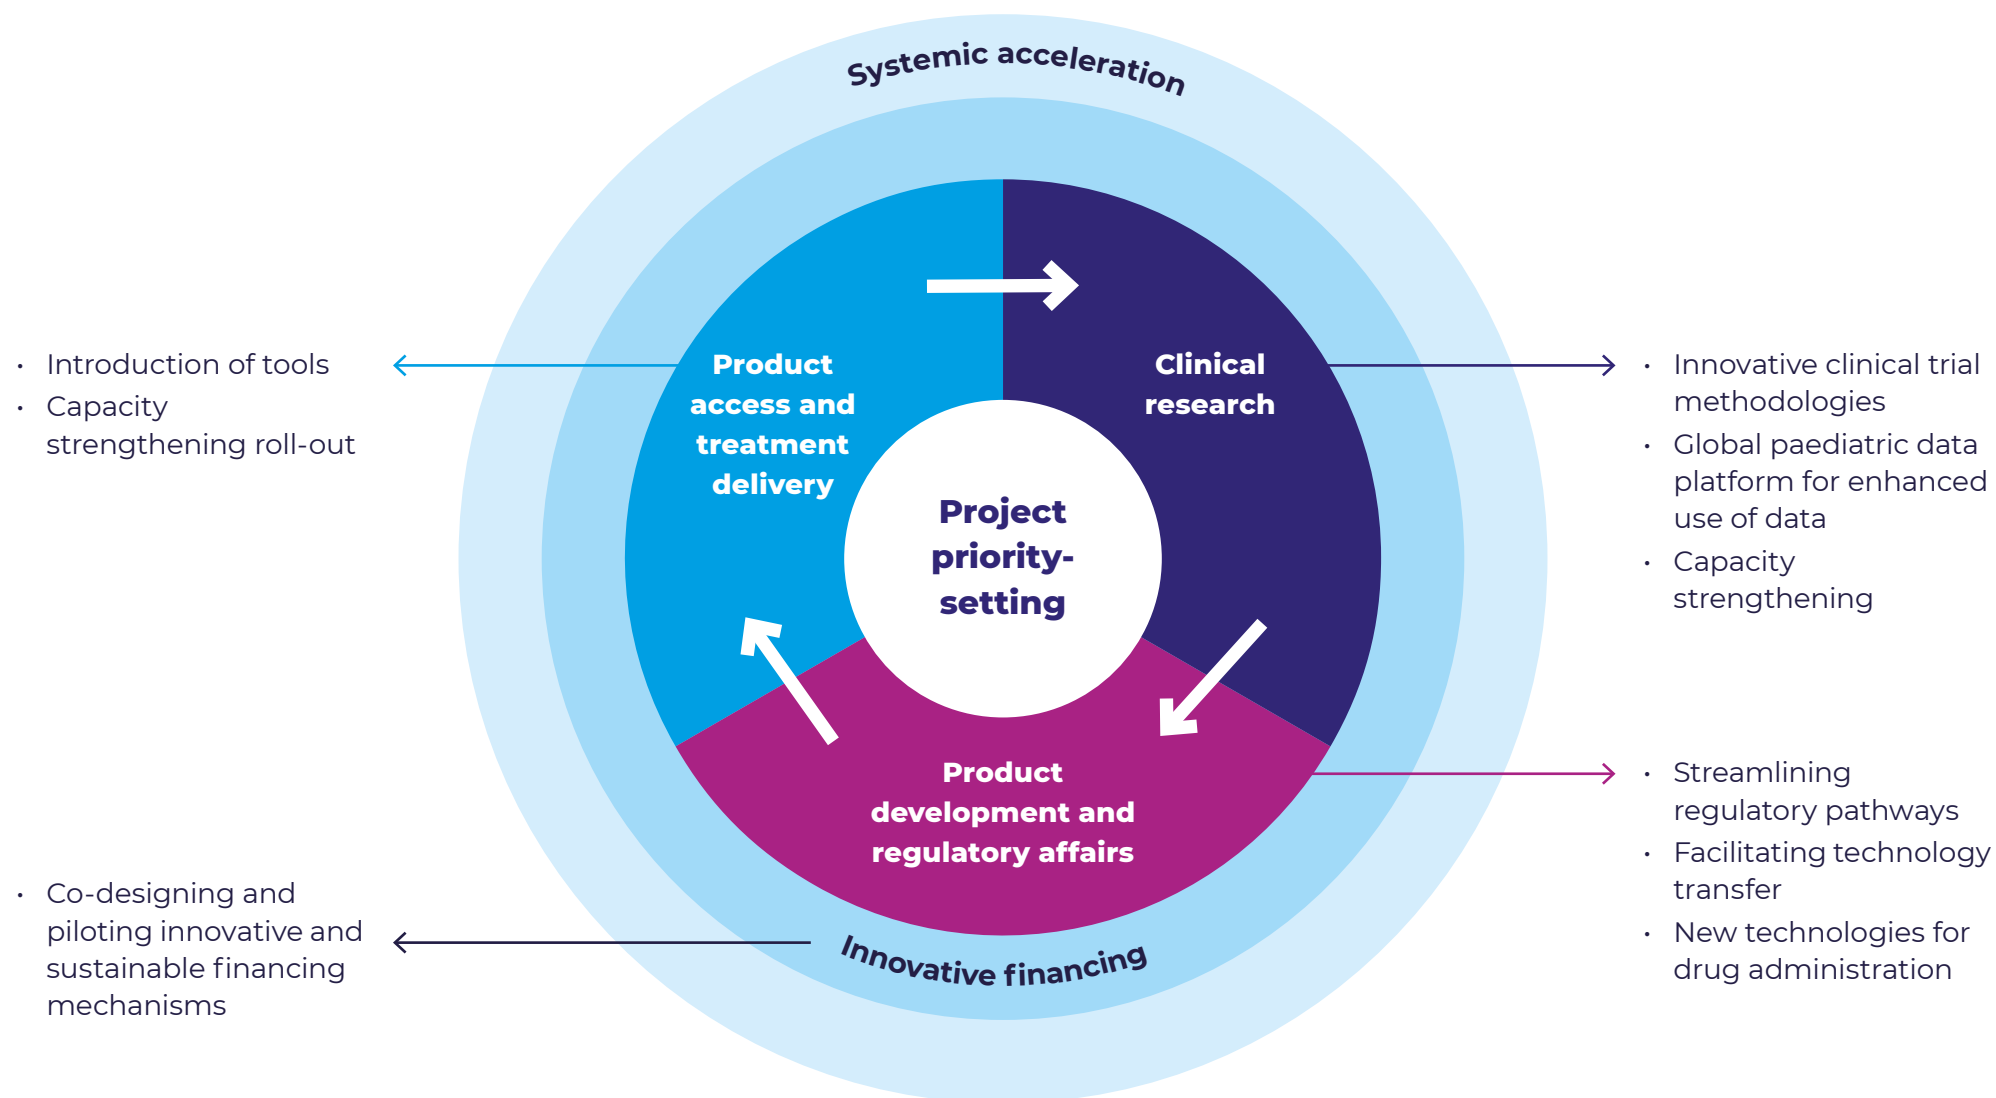 Systemic acceleration
• Introduction of tools
• Capacity
strengthening roll-out
Product
access and
treatment
delivery
Clinical
research
• Innovative clinical trial
methodologies
• Global paediatric data
platform for enhanced
use of data
• Capacity
strengthening
Project
priority-
setting
Product
development and
regulatory affairs
• Streamlining
regulatory pathways
• Facilitating technology
transfer
• New technologies for
drug administration
• Co-designing and
piloting innovative and
sustainable financing
mechanisms
Innovative financing